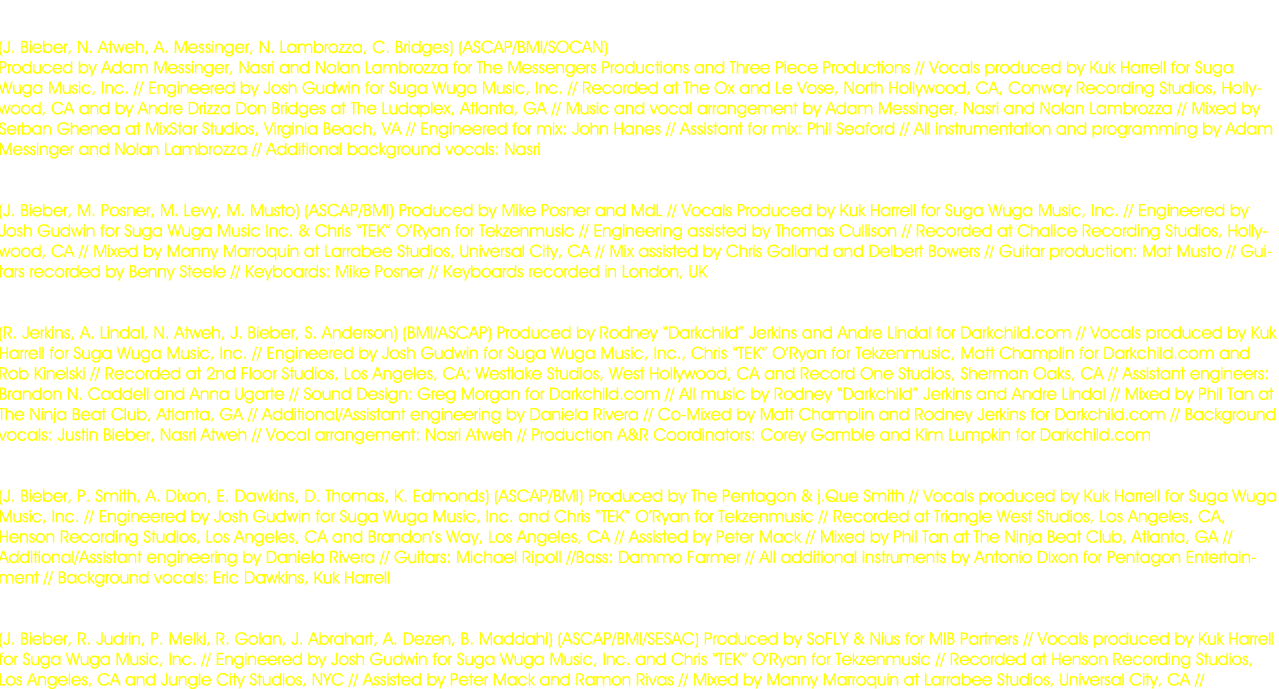 (J. Bieber, N. Atweh, A. Messinger, N. Lambrozza, C. Bridges) (ASCAP/BMI/SOCAN)
Produced by Adam Messinger, Nasri and Nolan Lambrozza for The Messengers Productions and Three Piece Productions // Vocals produced by Kuk Harrell for Suga
Wuga Music, Inc. // Engineered by Josh Gudwin for Suga Wuga Music, Inc. // Recorded at The Ox and Le Vose, North Hollywood, CA, Conway Recording Studios, Holly-
wood, CA and by Andre Drizza Don Bridges at The Ludaplex, Atlanta, GA // Music and vocal arrangement by Adam Messinger, Nasri and Nolan Lambrozza // Mixed by
Serban Ghenea at MixStar Studios, Virginia Beach, VA // Engineered for mix: John Hanes // Assistant for mix: Phil Seaford // All instrumentation and programming by Adam
Messinger and Nolan Lambrozza // Additional background vocals: Nasri
(J. Bieber, M. Posner, M. Levy, M. Musto) (ASCAP/BMI) Produced by Mike Posner and MdL // Vocals Produced by Kuk Harrell for Suga Wuga Music, Inc. // Engineered by
Josh Gudwin for Suga Wuga Music Inc. & Chris "TEK" O'Ryan for Tekzenmusic // Engineering assisted by Thomas Cullison // Recorded at Chalice Recording Studios, Holly-
wood, CA // Mixed by Manny Marroquin at Larrabee Studios, Universal City, CA // Mix assisted by Chris Galland and Delbert Bowers // Guitar production: Mat Musto // Gui-
tars recorded by Benny Steele // Keyboards: Mike Posner // Keyboards recorded in London, UK
(R. Jerkins, A. Lindal, N. Atweh, J. Bieber, S. Anderson) (BMI/ASCAP) Produced by Rodney "Darkchild" Jerkins and Andre Lindal for Darkchild.com // Vocals produced by Kuk
Harrell for Suga Wuga Music, Inc. // Engineered by Josh Gudwin for Suga Wuga Music, Inc., Chris "TEK" O'Ryan for Tekzenmusic, Matt Champlin for Darkchild.com and
Rob Kinelski // Recorded at 2nd Floor Studios, Los Angeles, CA; Westlake Studios, West Hollywood, CA and Record One Studios, Sherman Oaks, CA // Assistant engineers:
Brandon N. Caddell and Anna Ugarte // Sound Design: Greg Morgan for Darkchild.com // All music by Rodney "Darkchild" Jerkins and Andre Lindal // Mixed by Phil Tan at
The Ninja Beat Club, Atlanta, GA // Additional/Assistant engineering by Daniela Rivera // Co-Mixed by Matt Champlin and Rodney Jerkins for Darkchild.com // Background
vocals: Justin Bieber, Nasri Atweh // Vocal arrangement: Nasri Atweh // Production A&R Coordinators: Corey Gamble and Kim Lumpkin for Darkchild.com
(J. Bieber, P. Smith, A. Dixon, E. Dawkins, D. Thomas, K. Edmonds) (ASCAP/BMI) Produced by The Pentagon & j.Que Smith // Vocals produced by Kuk Harrell for Suga Wuga
Music, Inc. // Engineered by Josh Gudwin for Suga Wuga Music, Inc. and Chris "TEK" O'Ryan for Tekzenmusic // Recorded at Triangle West Studios, Los Angeles, CA,
Henson Recording Studios, Los Angeles, CA and Brandon's Way, Los Angeles, CA // Assisted by Peter Mack // Mixed by Phil Tan at The Ninja Beat Club, Atlanta, GA //
Additional/Assistant engineering by Daniela Rivera // Guitars: Michael Ripoll //Bass: Dammo Farmer // All additional instruments by Antonio Dixon for Pentagon Entertain-
ment // Background vocals: Eric Dawkins, Kuk Harrell
(J. Bieber, R. Judrin, P. Melki, R. Golan, J. Abrahart, A. Dezen, B. Maddahi) (ASCAP/BMI/SESAC) Produced by SoFLY & Nius for MIB Partners // Vocals produced by Kuk Harrell
for Suga Wuga Music, Inc. // Engineered by Josh Gudwin for Suga Wuga Music, Inc. and Chris "TEK" O'Ryan for Tekzenmusic // Recorded at Henson Recording Studios,
Los Angeles, CA and Jungle City Studios, NYC // Assisted by Peter Mack and Ramon Rivas // Mixed by Manny Marroquin at Larrabee Studios, Universal City, CA //